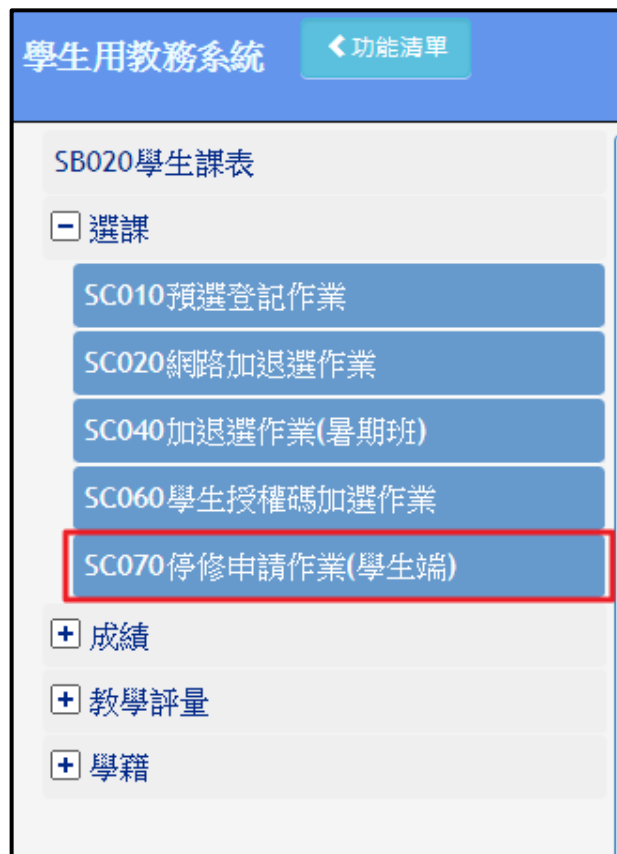 學生用教務系統
功能清單
SB020學生課表
選課
SC010預選登記作業
SC020網路加退選作業
SC040加退選作業(暑期班)
SC060學生授權碼加選作業
SC070停修申請作業(學生端)
成績
教學評量
學籍